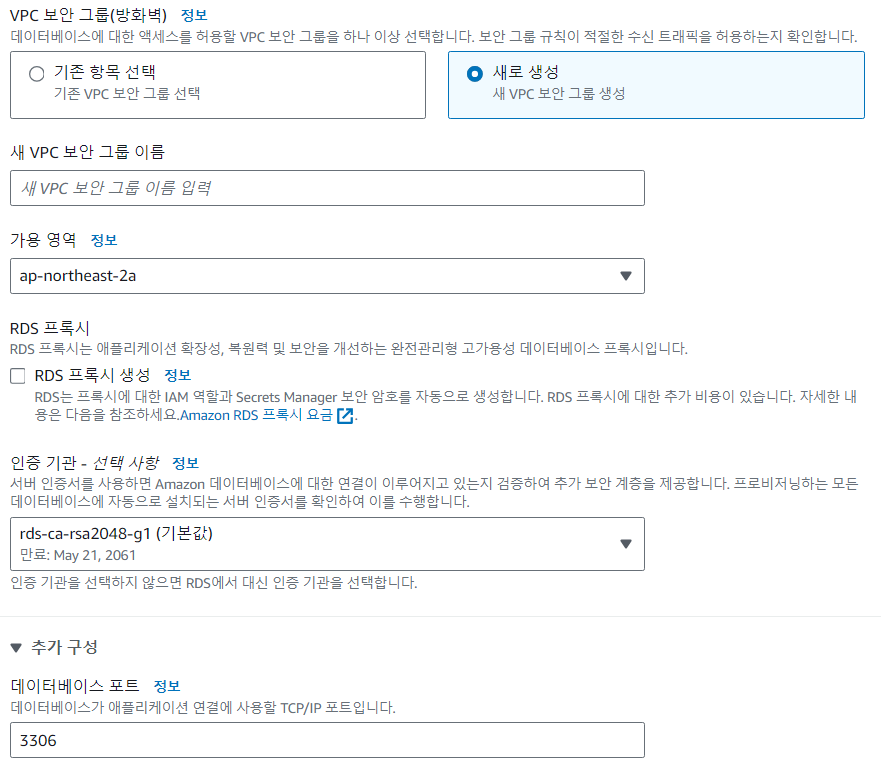 VPC 보안 그룹(방화벽) 정보
데이터베이스에 대한 액세스를 허용할 VPC 보안 그룹을 하나 이상 선택합니다. 보안 그룹 규칙이 적절한 수신 트래픽을 허용하는지 확인합니다.
기존 항목 선택
기존 VPC 보안 그룹 선택
새로 생성
새 VPC 보안 그룹 생성
새 VPC 보안 그룹 이름
새 VPC 보안 그룹 이름 입력
가용 영역 정보
ap-northeast-2a
RDS 프록시
RDS 프록시는 애플리케이션 확장성, 복원력 및 보안을 개선하는 완전관리형 고가용성 데이터베이스 프록시입니다.
RDS 프록시 생성 정보
RDS는 프록시에 대한 IAM 역할과 Secrets Manager 보안 암호를 자동으로 생성합니다. RDS 프록시에 대한 추가 비용이 있습니다. 자세한 내
용은 다음을 참조하세요.Amazon RDS 프록시 요금.
인증 기관 - 선택 사항 정보
서버 인증서를 사용하면 Amazon 데이터베이스에 대한 연결이 이루어지고 있는지 검증하여 추가 보안 계층을 제공합니다. 프로비저닝하는 모든
데이터베이스에 자동으로 설치되는 서버 인증서를 확인하여 이를 수행합니다.
rds-ca-rsa2048-g1 (기본값)
만료: May 21, 2061
인증 기관을 선택하지 않으면 RDS에서 대신 인증 기관을 선택합니다.
추가 구성
데이터베이스 포트 정보
데이터베이스가 애플리케이션 연결에 사용할 TCP/IP 포트입니다.
3306